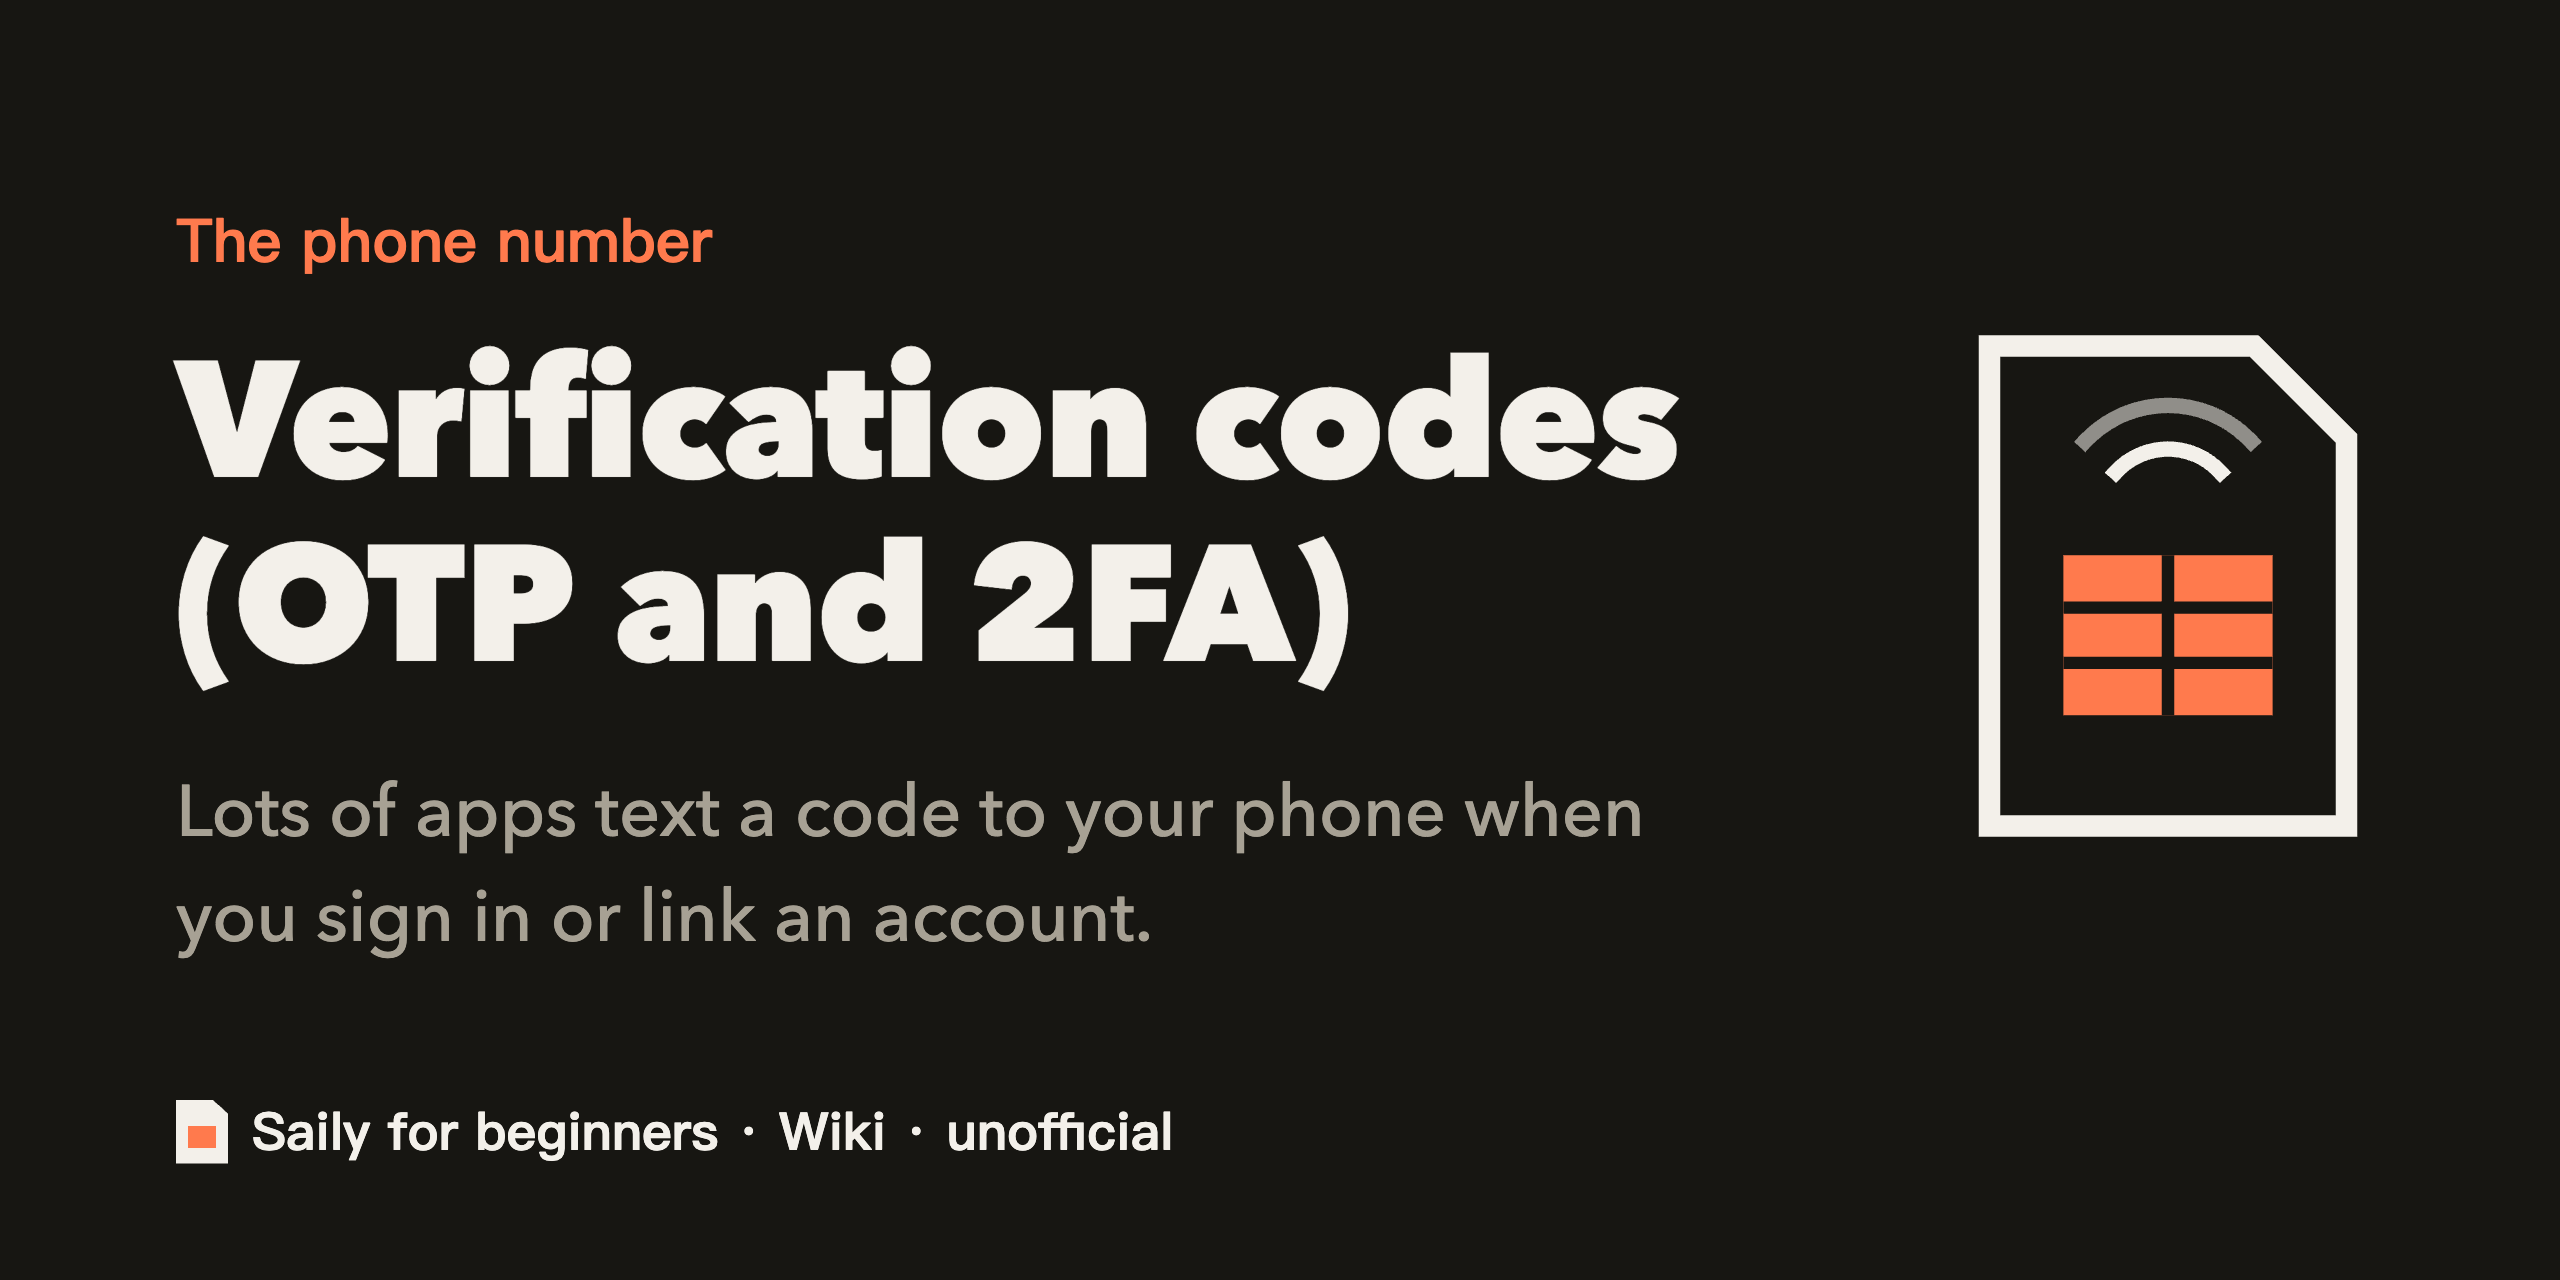 The phone number
Verification codes
(OTP and 2FA)
Lots of apps text a code to your phone when
you sign in or link an account.
Saily for beginners · Wiki · unofficial